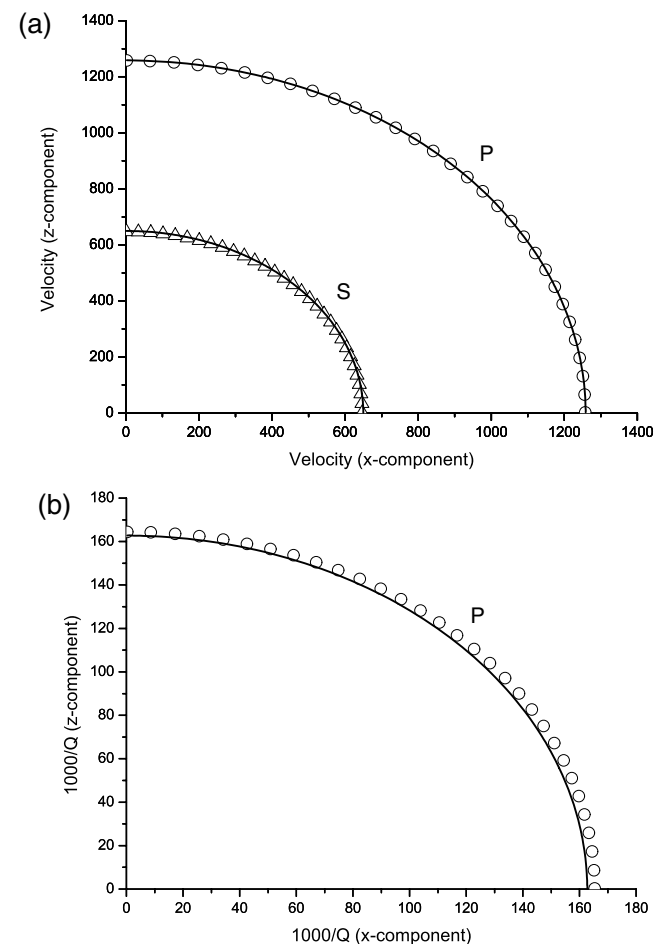 (a)
1400
1200
1000
800
600
400
200
0
Velocity (z-component)
P
S
0 200 400 600 800 1000 1200 1400
Velocity (x-component)
(b)
180
160
140
120
100
80
60
40
20
0
1000/Q (z-component)
P
0 20 40 60 80 100 120 140 160 180
1000/Q (x-component)